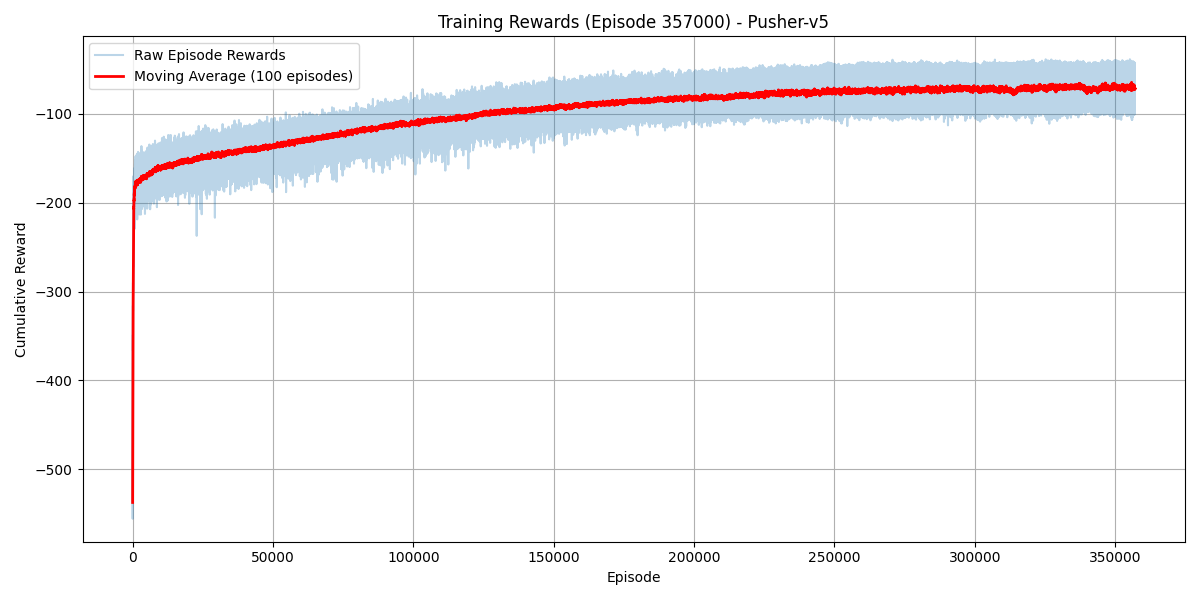 Training Rewards (Episode 357000) - Pusher-v5
Raw Episode Rewards
Moving Average (100 episodes)
Cumulative Reward
−100
−200
−300
−400
−500
0
50000
100000
150000
200000
250000
300000
350000
Episode